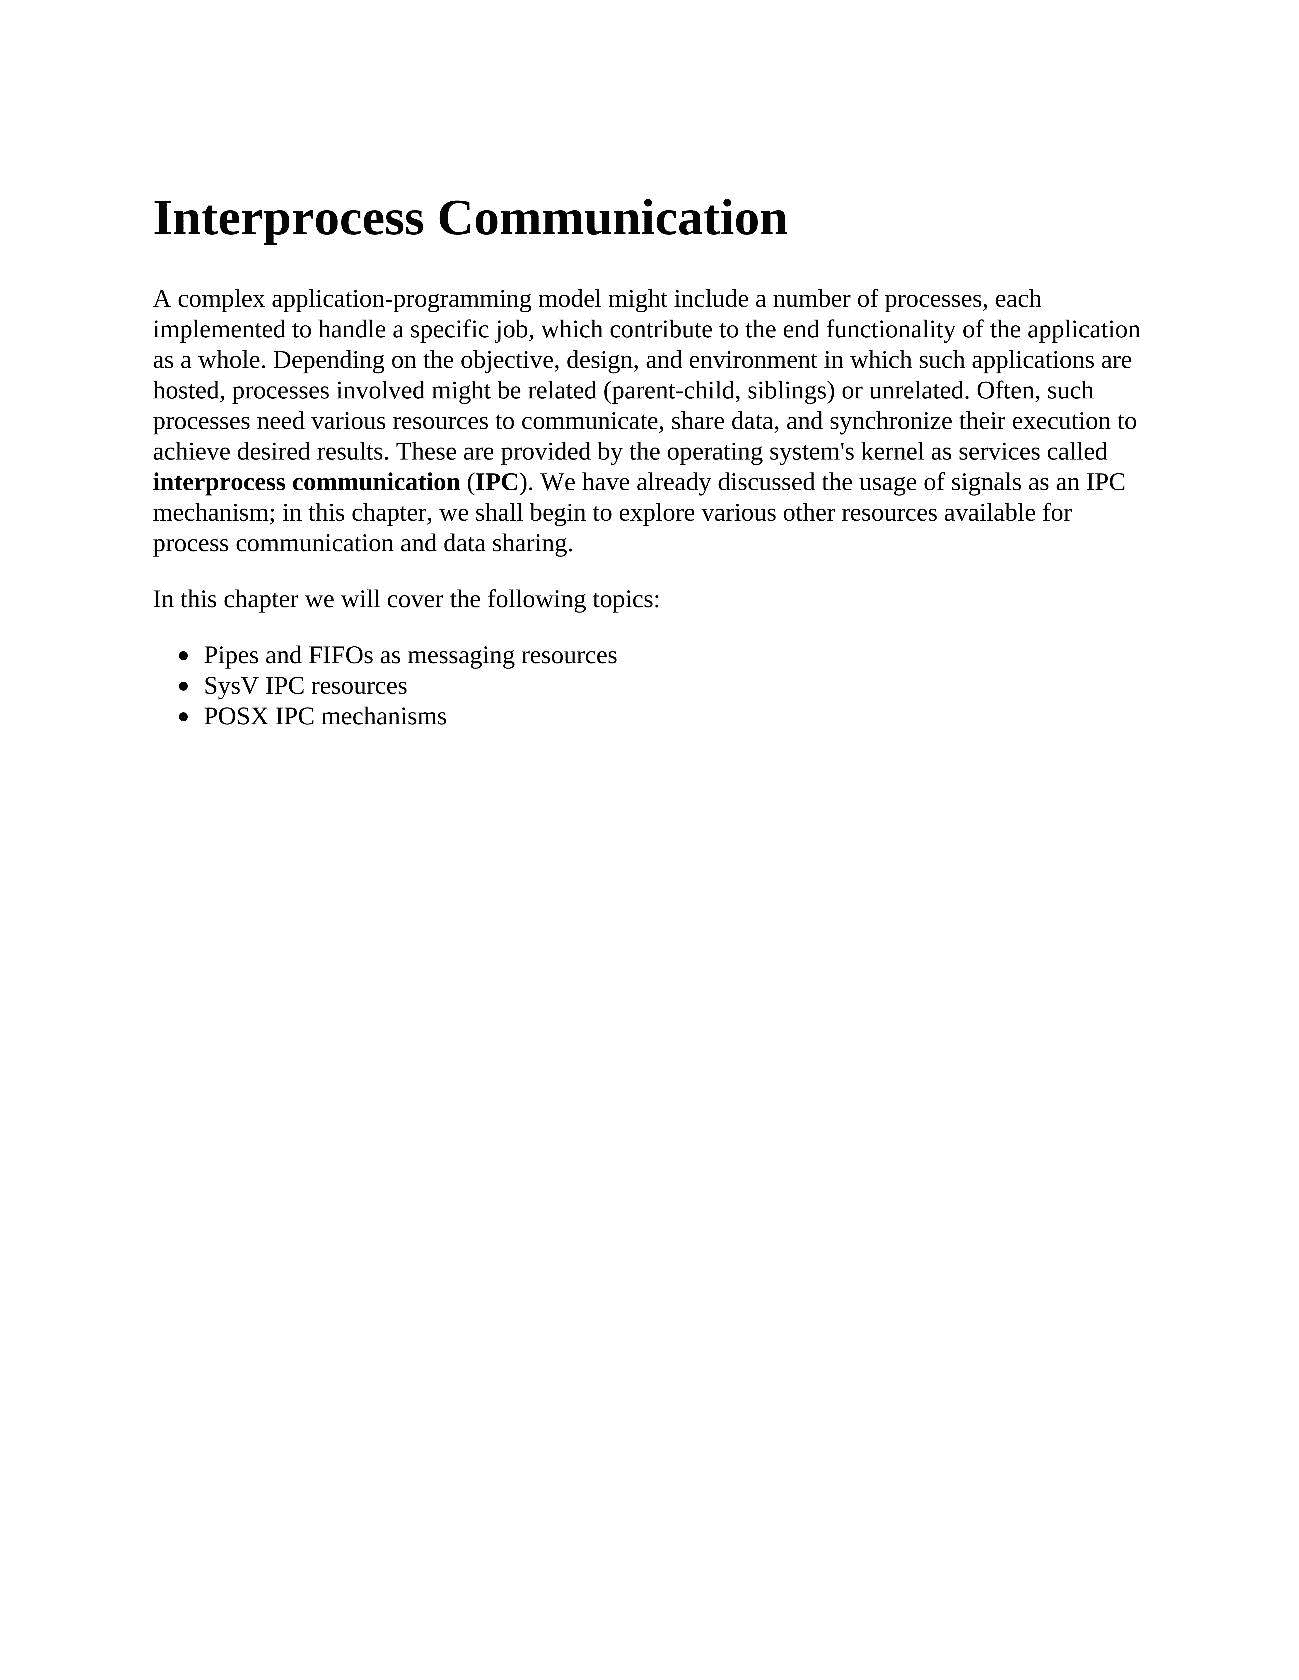 Interprocess Communication
A complex application-programming model might include a number of processes, each
implemented to handle a specific job, which contribute to the end functionality of the application
as a whole. Depending on the objective, design, and environment in which such applications are
hosted, processes involved might be related (parent-child, siblings) or unrelated. Often, such
processes need various resources to communicate, share data, and synchronize their execution to
achieve desired results. These are provided by the operating system's kernel as services called
interprocess communication (IPC). We have already discussed the usage of signals as an IPC
mechanism; in this chapter, we shall begin to explore various other resources available for
process communication and data sharing.
In this chapter we will cover the following topics:
• Pipes and FIFOs as messaging resources
• SysV IPC resources
• POSX IPC mechanisms